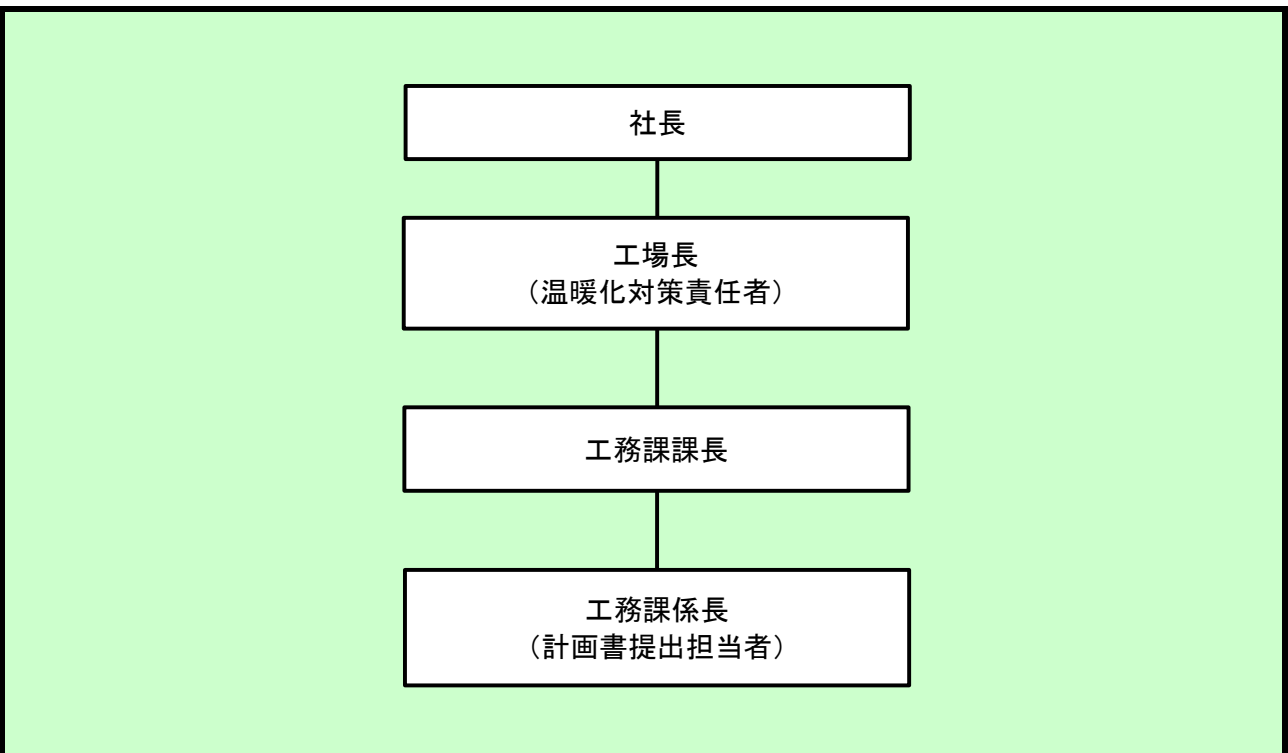 社長
工場長
（温暖化対策責任者）
工務課課長
工務課係長
（計画書提出担当者）